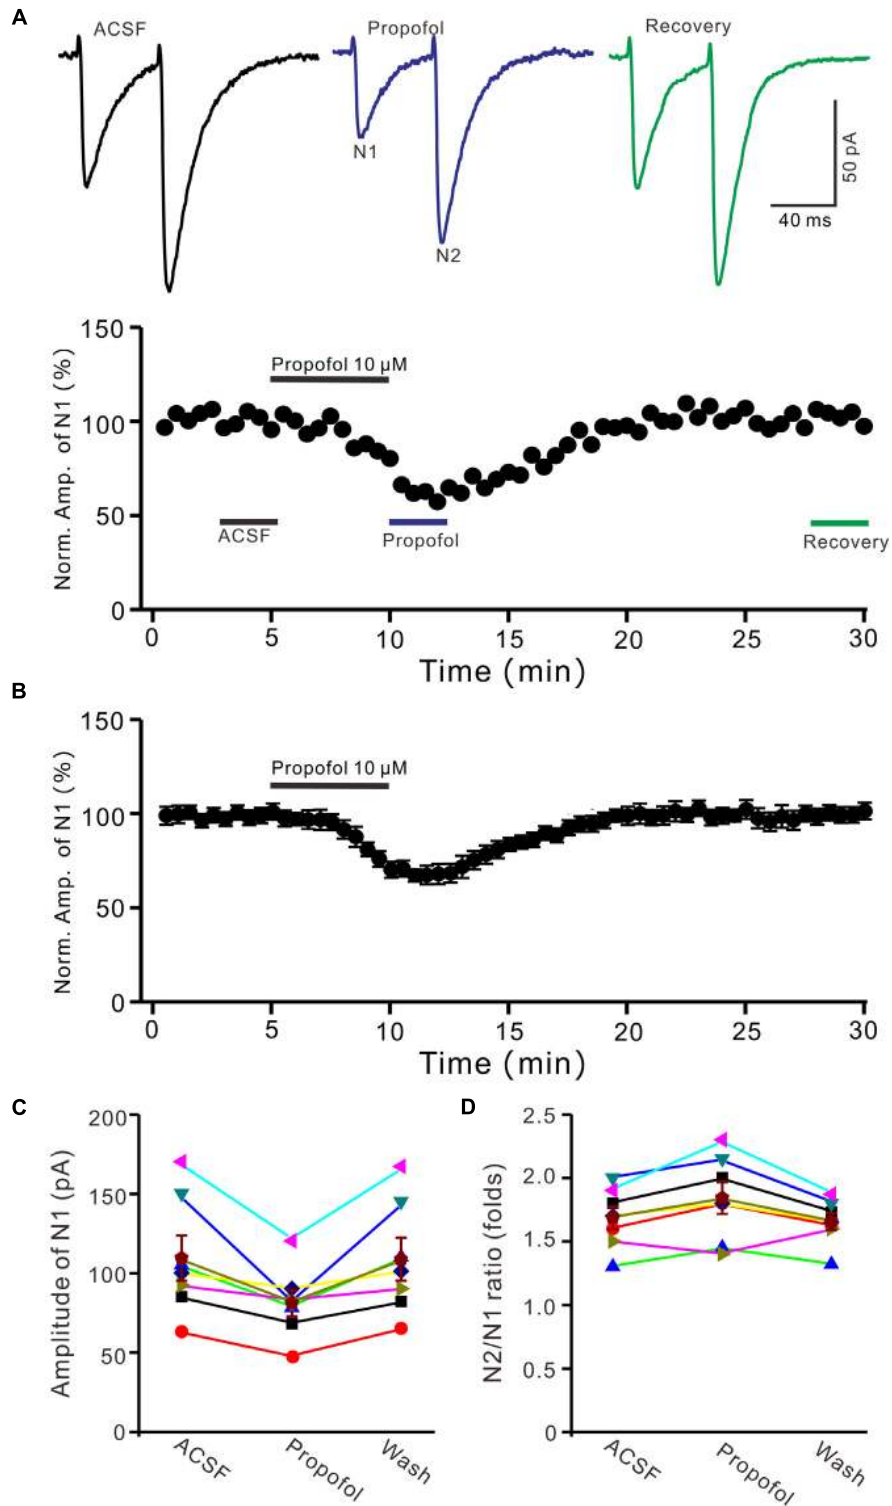 A
ACSF
Propofol
Recovery
N1
N2
50 pA
40 ms
Norm. Amp. of N1 (%)
150
100
50
0
Propofol 10 µM
ACSF
Propofol
Recovery
0 5 10 15 20 25 30
Time (min)
B
Norm. Amp. of N1 (%)
150
100
50
0
Propofol 10 µM
0 5 10 15 20 25 30
Time (min)
C
Amplitude of N1 (pA)
200
150
100
50
0
ACSF
Propofol
Wash
D
N2/N1 ratio (folds)
2.5
2.0
1.5
1.0
0.5
0
ACSF
Propofol
Wash